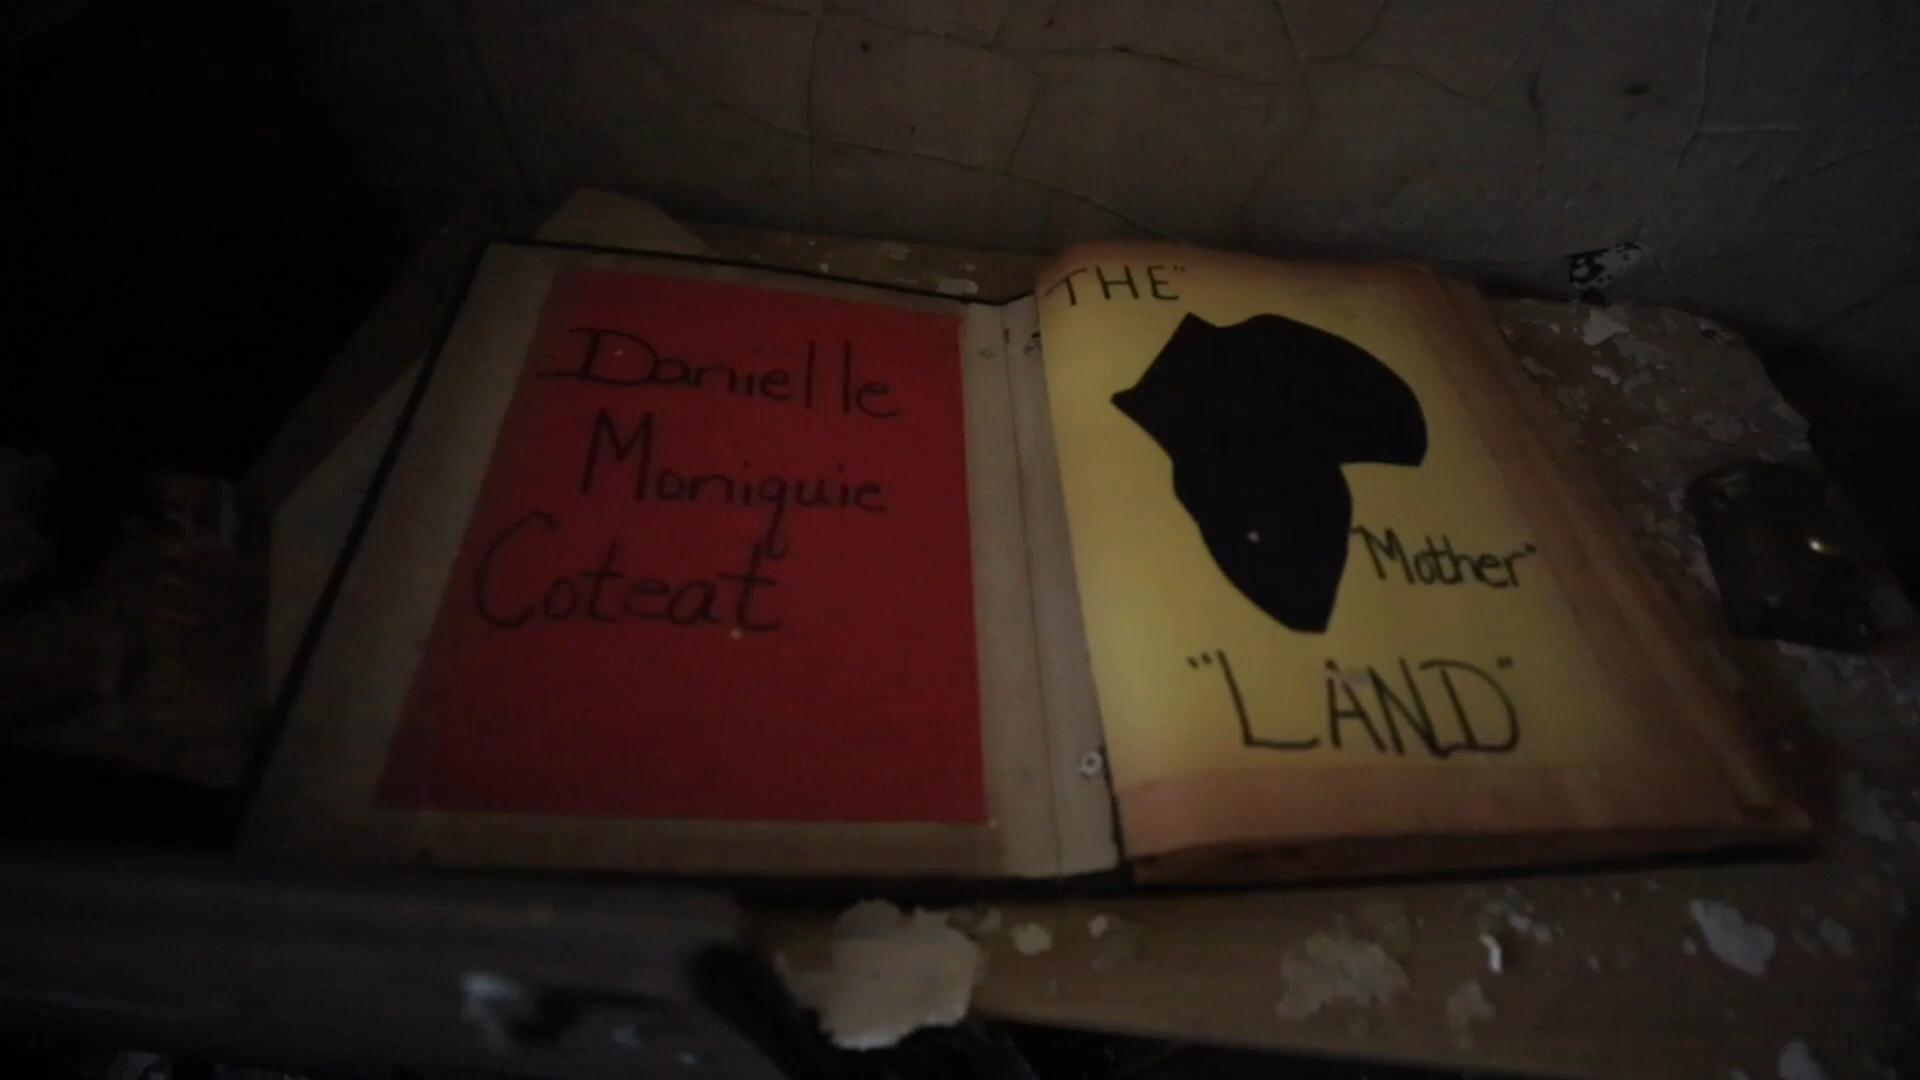 Danielle
Moniquie
Coteat
"THE"
"Mother"
"LAND"